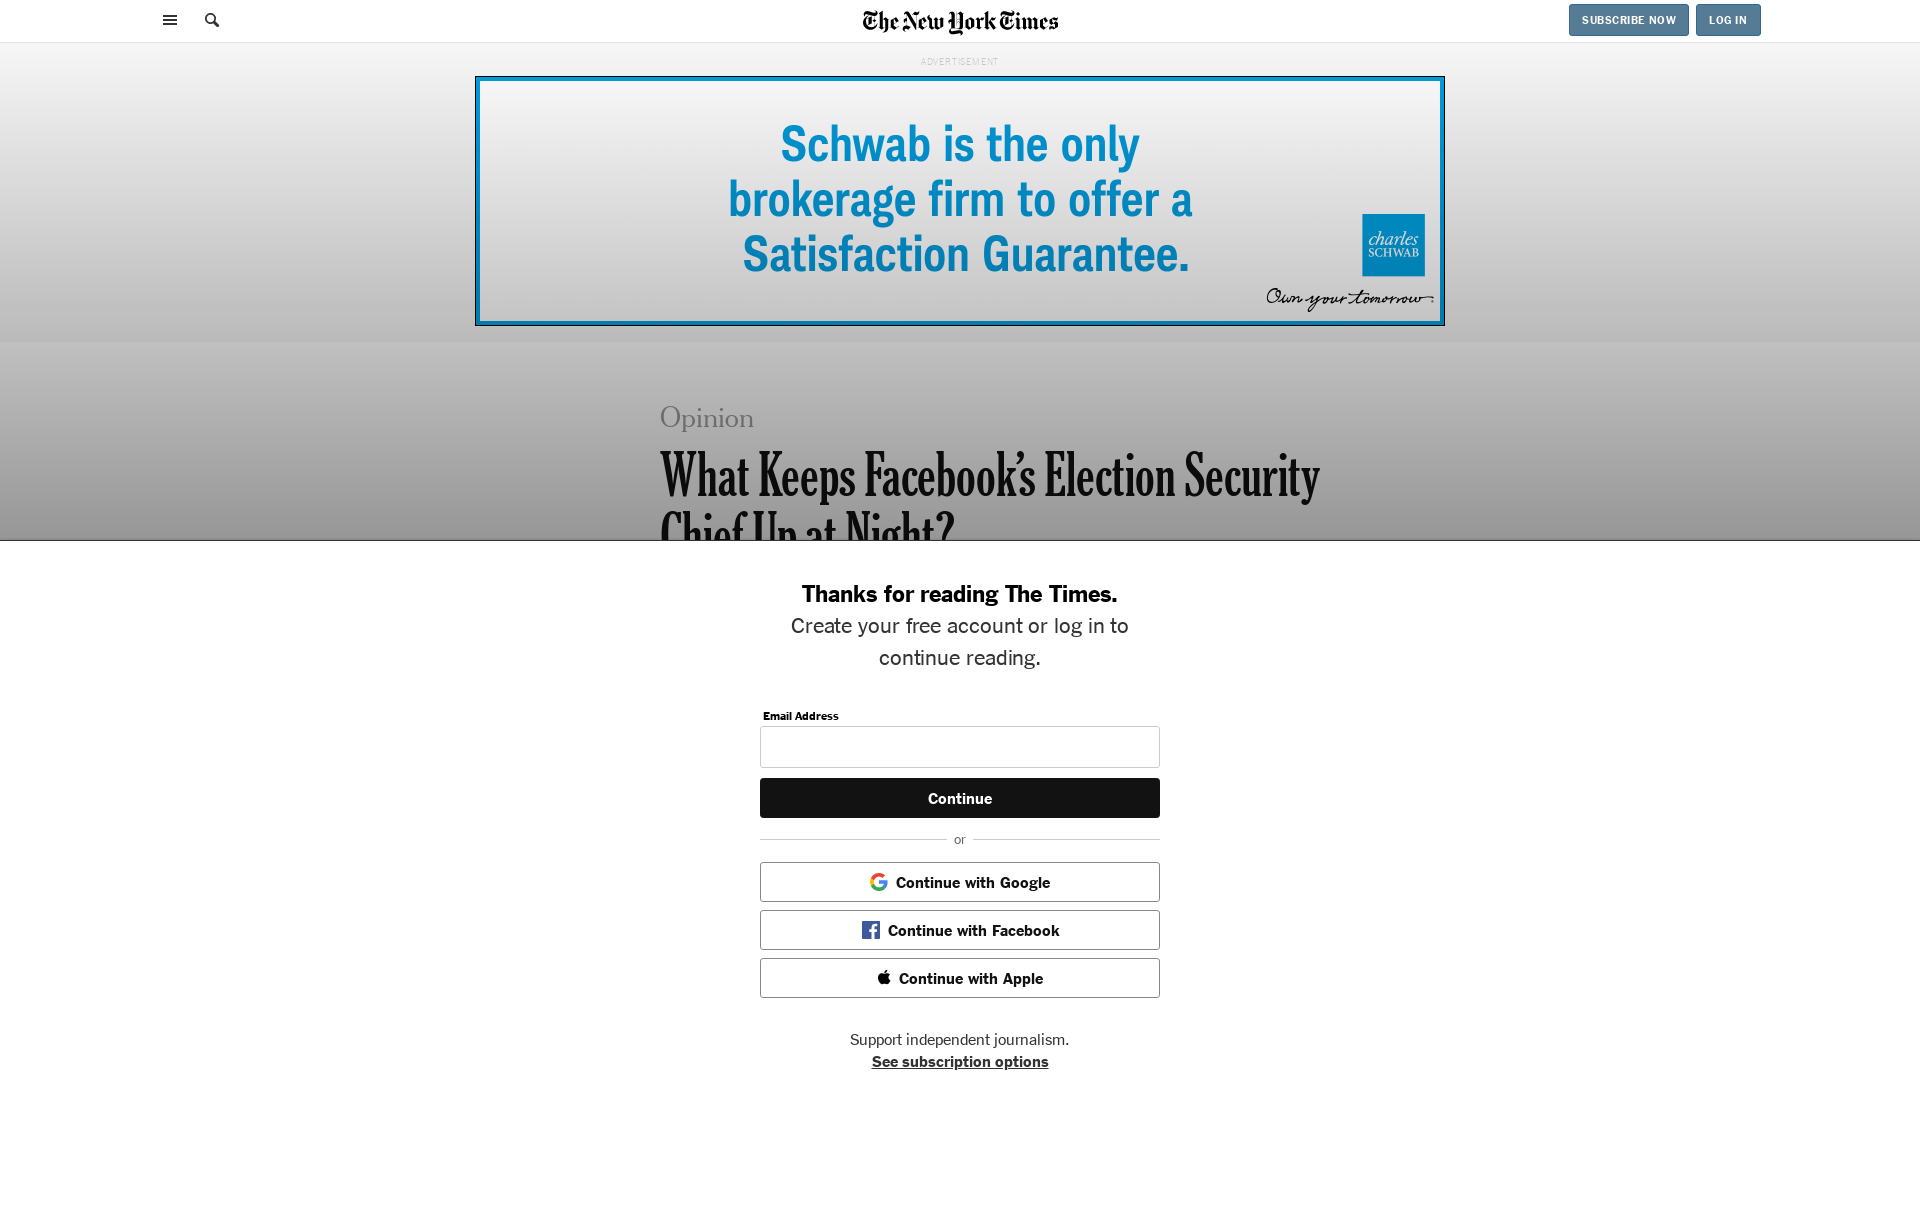 The New York Times
SUBSCRIBE NOW
LOG IN
ADVERTISEMENT
Schwab is the only
brokerage firm to offer a
Satisfaction Guarantee.
charles
SCHWAB
Own your tomorrow
Opinion
What Keeps Facebook’s Election Security
Chief Up at Night?
Thanks for reading The Times.
Create your free account or log in to
continue reading.
Email Address
Continue
or
Continue with Google
Continue with Facebook
Continue with Apple
Support independent journalism.
See subscription options